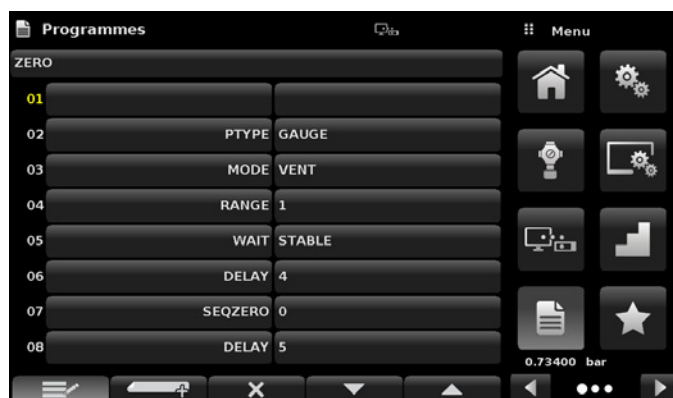 Programmes
Menu
ZERO
01
02 PTYPE GAUGE
03 MODE VENT
04 RANGE 1
05 WAIT STABLE
06 DELAY 4
07 SEQZERO 0
08 DELAY 5
0.73400 bar